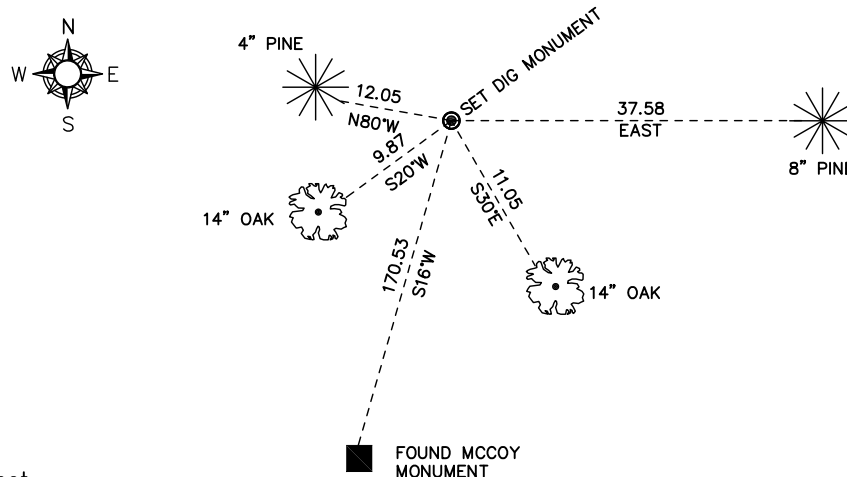 N
4” PINE
W
E
S
12.05
N80°W
SET DIG MONUMENT
37.58
EAST
8” PINE
9.87
S20°W
14” OAK
11.05
S30°E
14” OAK
170.53
S16°W
FOUND MCCOY
MONUMENT